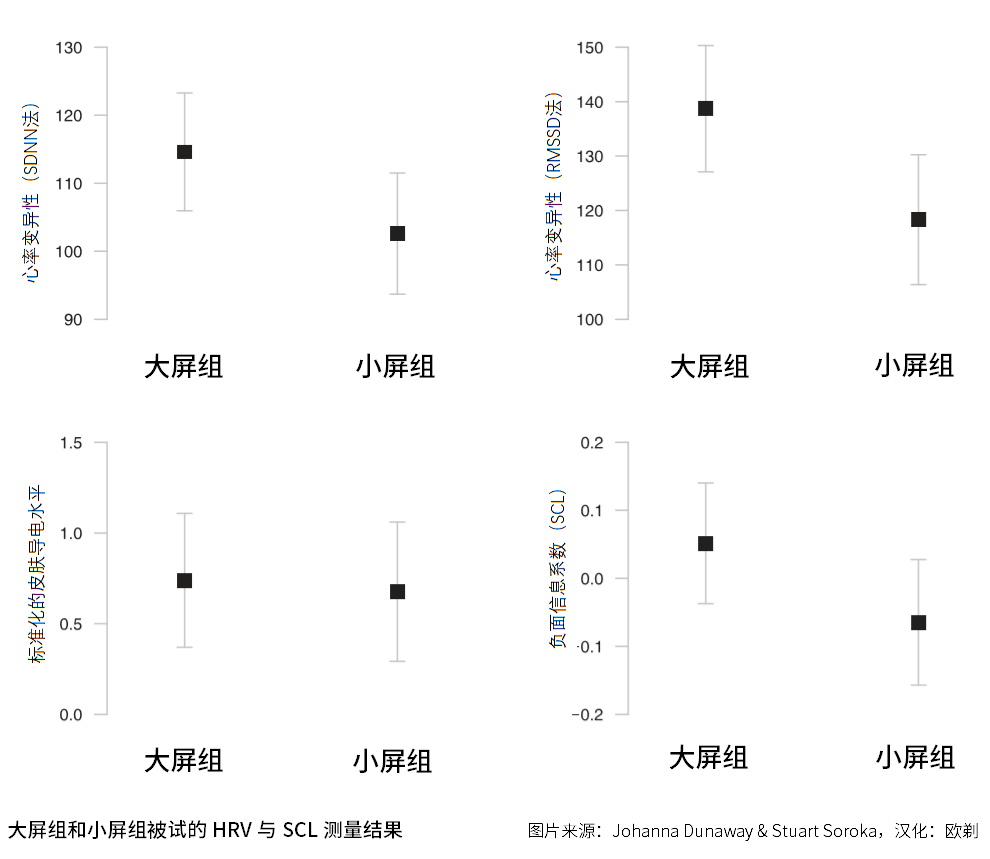 130
120
110
100
90
心率变异性（SDNN法）
大屏组
小屏组
150
140
130
120
110
100
心率变异性（RMSSD法）
大屏组
小屏组
1.5
1.0
0.5
0.0
标准化的皮肤导电水平
大屏组
小屏组
0.2
0.1
0.0
-0.1
−0.2
负面信息系数（SCL）
大屏组
小屏组
大屏组和小屏组被试的 HRV 与 SCL 测量结果
图片来源：Johanna Dunaway & Stuart Soroka，汉化：欧剃